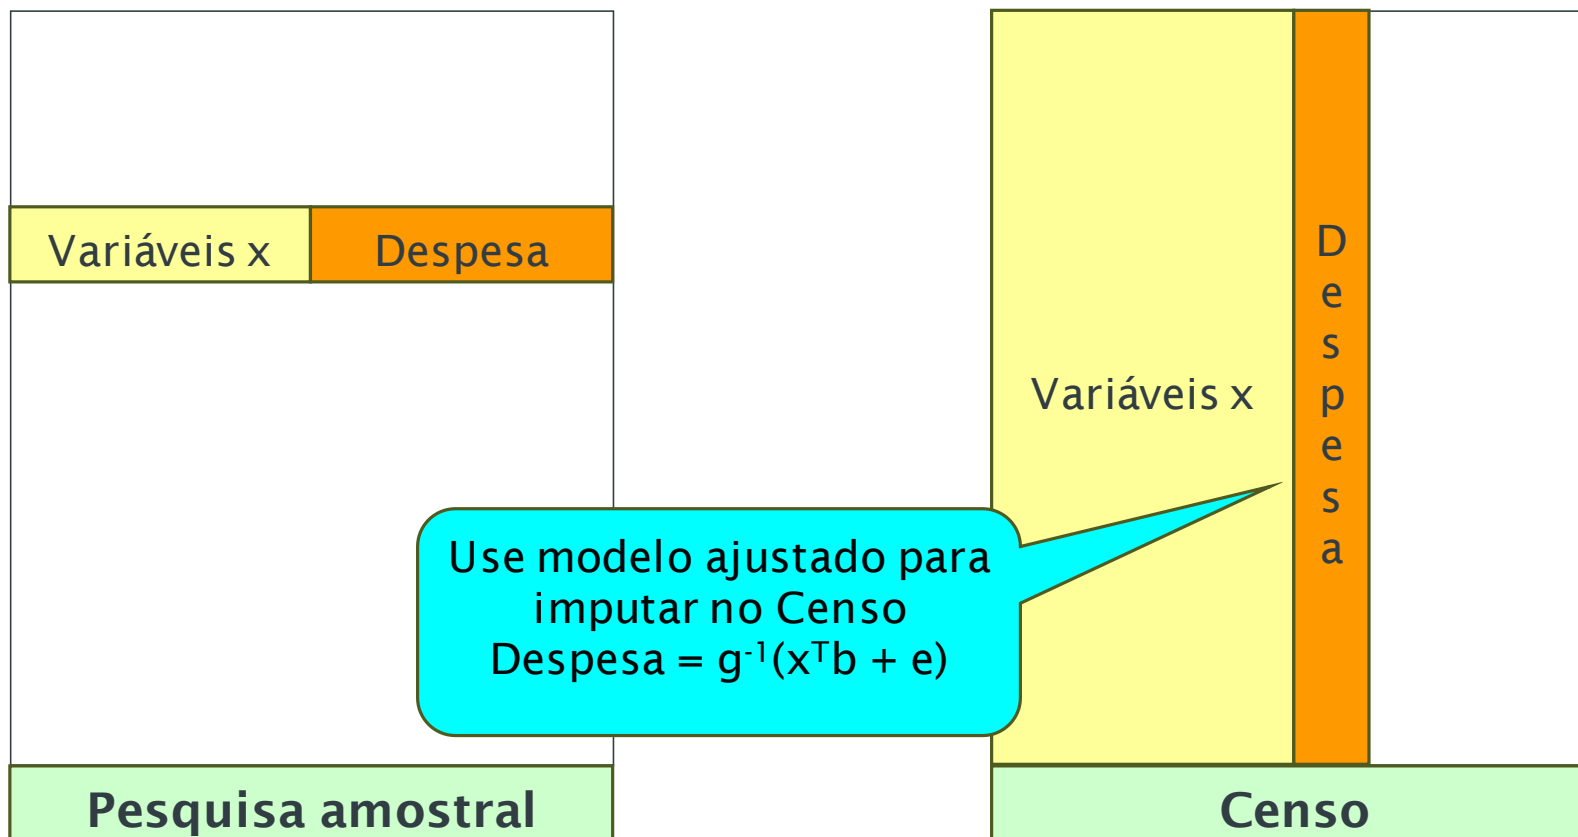 Variáveis x
Despesa
Pesquisa amostral
Use modelo ajustado para
imputar no Censo
Despesa = g⁻¹(xᵀb + e)
Variáveis x
D
e
s
p
e
s
a
Censo